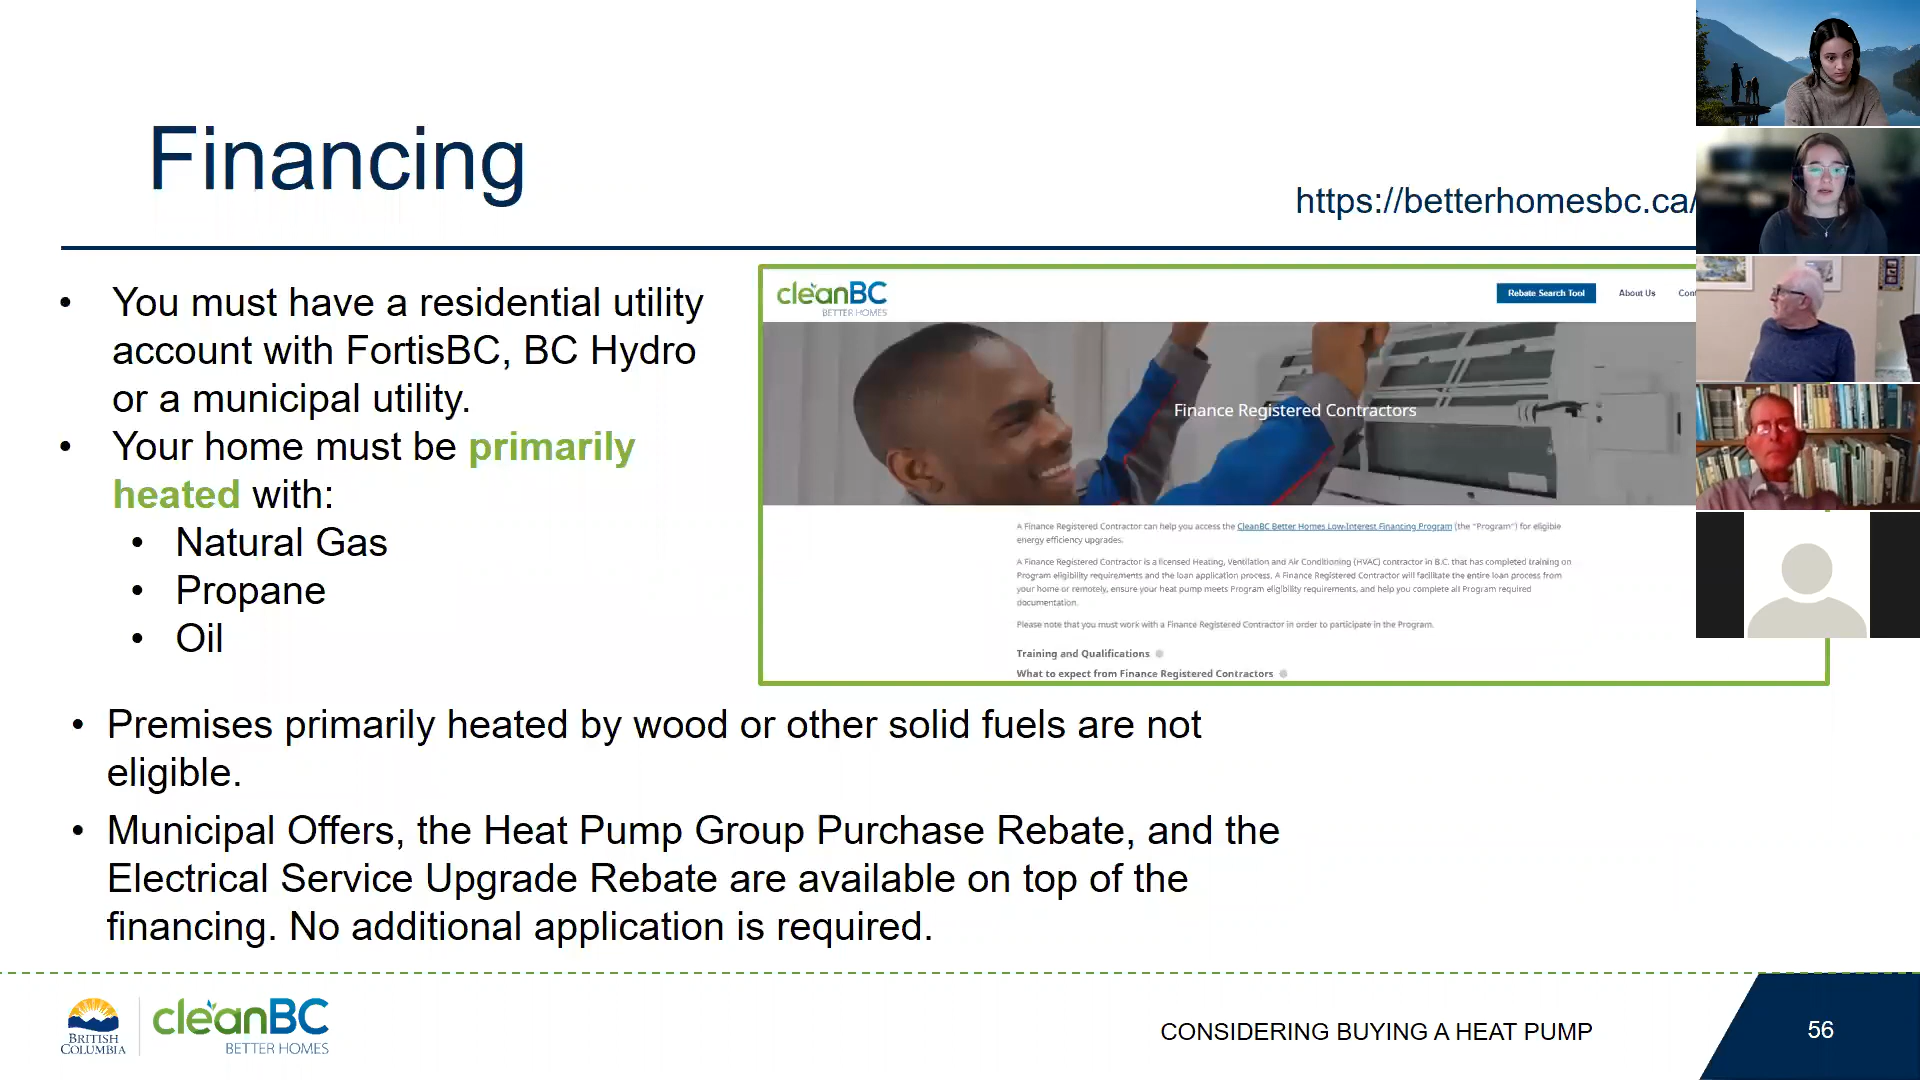 Financing
https://betterhomesbc.ca/
• You must have a residential utility
account with FortisBC, BC Hydro
or a municipal utility.
• Your home must be primarily
heated with:
• Natural Gas
• Propane
• Oil
cleanBC
BETTER HOMES
Rebate Search Tool
About Us
Finance Registered Contractors
A Finance Registered Contractor can help you access the CleanBC Better Homes Low-Interest Financing Program (the "Program") for eligible
energy efficiency upgrades.
A Finance Registered Contractor is a licensed Heating, Ventilation and Air Conditioning (HVAC) contractor in B.C. that has completed training on
Program eligibility requirements and the loan application process. A Finance Registered Contractor will facilitate the entire loan process from
your home or remotely, ensure your heat pump meets Program eligibility requirements, and help you complete all Program required
documentation.
Please note that you must work with a Finance Registered Contractor in order to participate in the Program.
Training and Qualifications
What to expect from Finance Registered Contractors
• Premises primarily heated by wood or other solid fuels are not
eligible.
• Municipal Offers, the Heat Pump Group Purchase Rebate, and the
Electrical Service Upgrade Rebate are available on top of the
financing. No additional application is required.
BRITISH
COLUMBIA
cleanBC
BETTER HOMES
CONSIDERING BUYING A HEAT PUMP
56